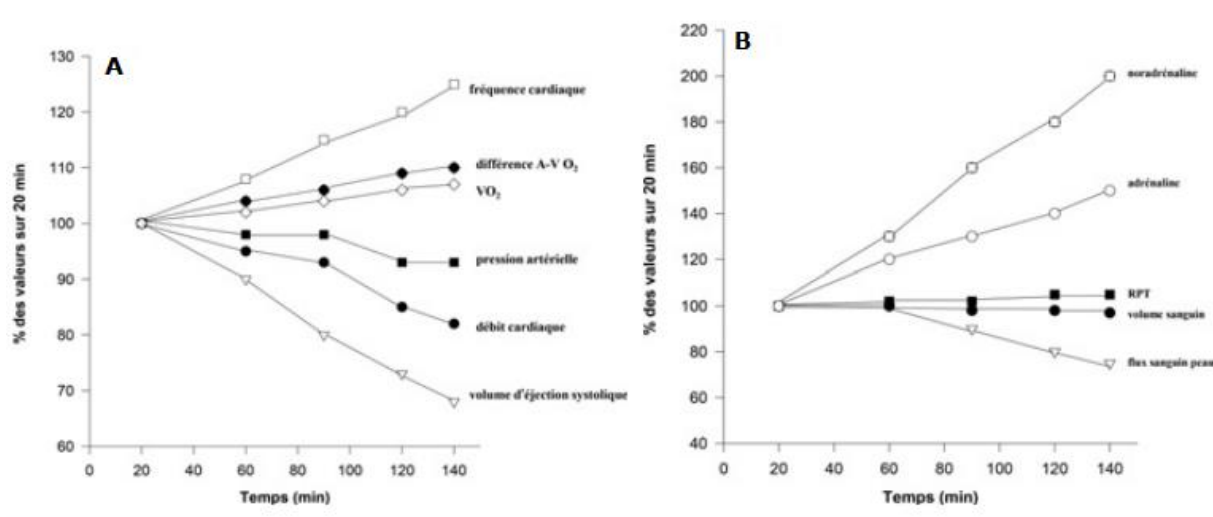 A
% des valeurs sur 20 min
130
120
110
100
90
80
70
60
fréquence cardiaque
différence A-V O₂
VO₂
pression artérielle
débit cardiaque
volume d'éjection systolique
0 20 40 60 80 100 120 140
Temps (min)
B
% des valeurs sur 20 min
220
200
180
160
140
120
100
80
60
40
noradrénaline
adrénaline
RPT
volume sanguin
flux sanguin peau
0 20 40 60 80 100 120 140
Temps (min)